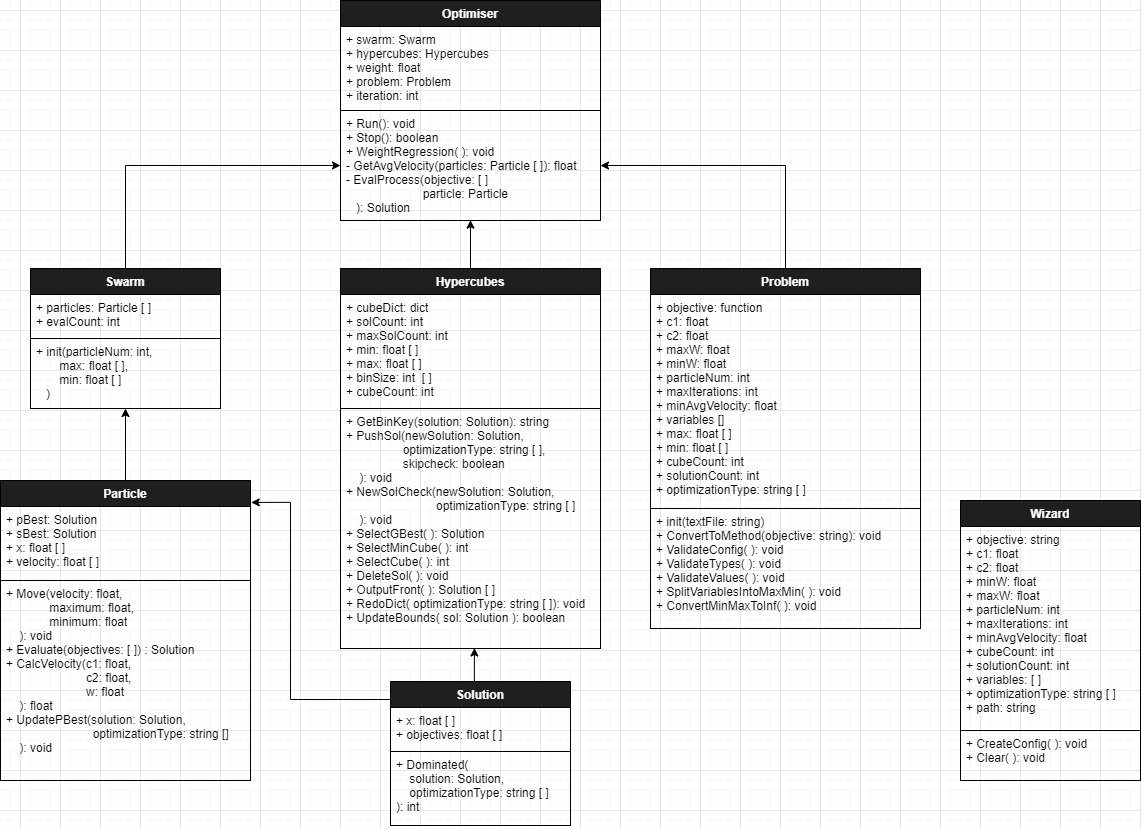 Optimiser
+ swarm: Swarm
+ hypercubes: Hypercubes
+ weight: float
+ problem: Problem
+ iteration: int
+ Run(): void
+ Stop(): boolean
+ WeightRegression( ): void
- GetAvgVelocity(particles: Particle [ ]): float
- EvalProcess(objective: [ ]
particle: Particle
): Solution
Swarm
+ particles: Particle [ ]
+ evalCount: int
+ init(particleNum: int,
max: float [ ],
min: float [ ]
)
Hypercubes
+ cubeDict: dict
+ solCount: int
+ maxSolCount: int
+ min: float [ ]
+ max: float [ ]
+ binSize: int [ ]
+ cubeCount: int
+ GetBinKey(solution: Solution): string
+ PushSol(newSolution: Solution,
optimizationType: string [ ],
skipcheck: boolean
): void
+ NewSolCheck(newSolution: Solution,
optimizationType: string [ ]
): void
+ SelectGBest( ): Solution
+ SelectMinCube( ): int
+ SelectCube( ): int
+ DeleteSol( ): void
+ OutputFront( ): Solution [ ]
+ RedoDict( optimizationType: string [ ]): void
+ UpdateBounds( sol: Solution ): boolean
Problem
+ objective: function
+ c1: float
+ c2: float
+ maxW: float
+ minW: float
+ particleNum: int
+ maxIterations: int
+ minAvgVelocity: float
+ variables []
+ max: float [ ]
+ min: float [ ]
+ cubeCount: int
+ solutionCount: int
+ optimizationType: string [ ]
+ init(textFile: string)
+ ConvertToMethod(objective: string): void
+ ValidateConfig( ): void
+ ValidateTypes( ): void
+ ValidateValues( ): void
+ SplitVariablesIntoMaxMin( ): void
+ ConvertMinMaxToInf( ): void
Particle
+ pBest: Solution
+ sBest: Solution
+ x: float [ ]
+ velocity: float [ ]
+ Move(velocity: float,
maximum: float,
minimum: float
): void
+ Evaluate(objectives: [ ]) : Solution
+ CalcVelocity(c1: float,
c2: float,
w: float
): float
+ UpdatePBest(solution: Solution,
optimizationType: string []
): void
Solution
+ x: float [ ]
+ objectives: float [ ]
+ Dominated(
solution: Solution,
optimizationType: string [ ]
): int
Wizard
+ objective: string
+ c1: float
+ c2: float
+ minW: float
+ maxW: float
+ particleNum: int
+ maxIterations: int
+ minAvgVelocity: float
+ cubeCount: int
+ solutionCount: int
+ variables: [ ]
+ optimizationType: string [ ]
+ path: string
+ CreateConfig( ): void
+ Clear( ): void